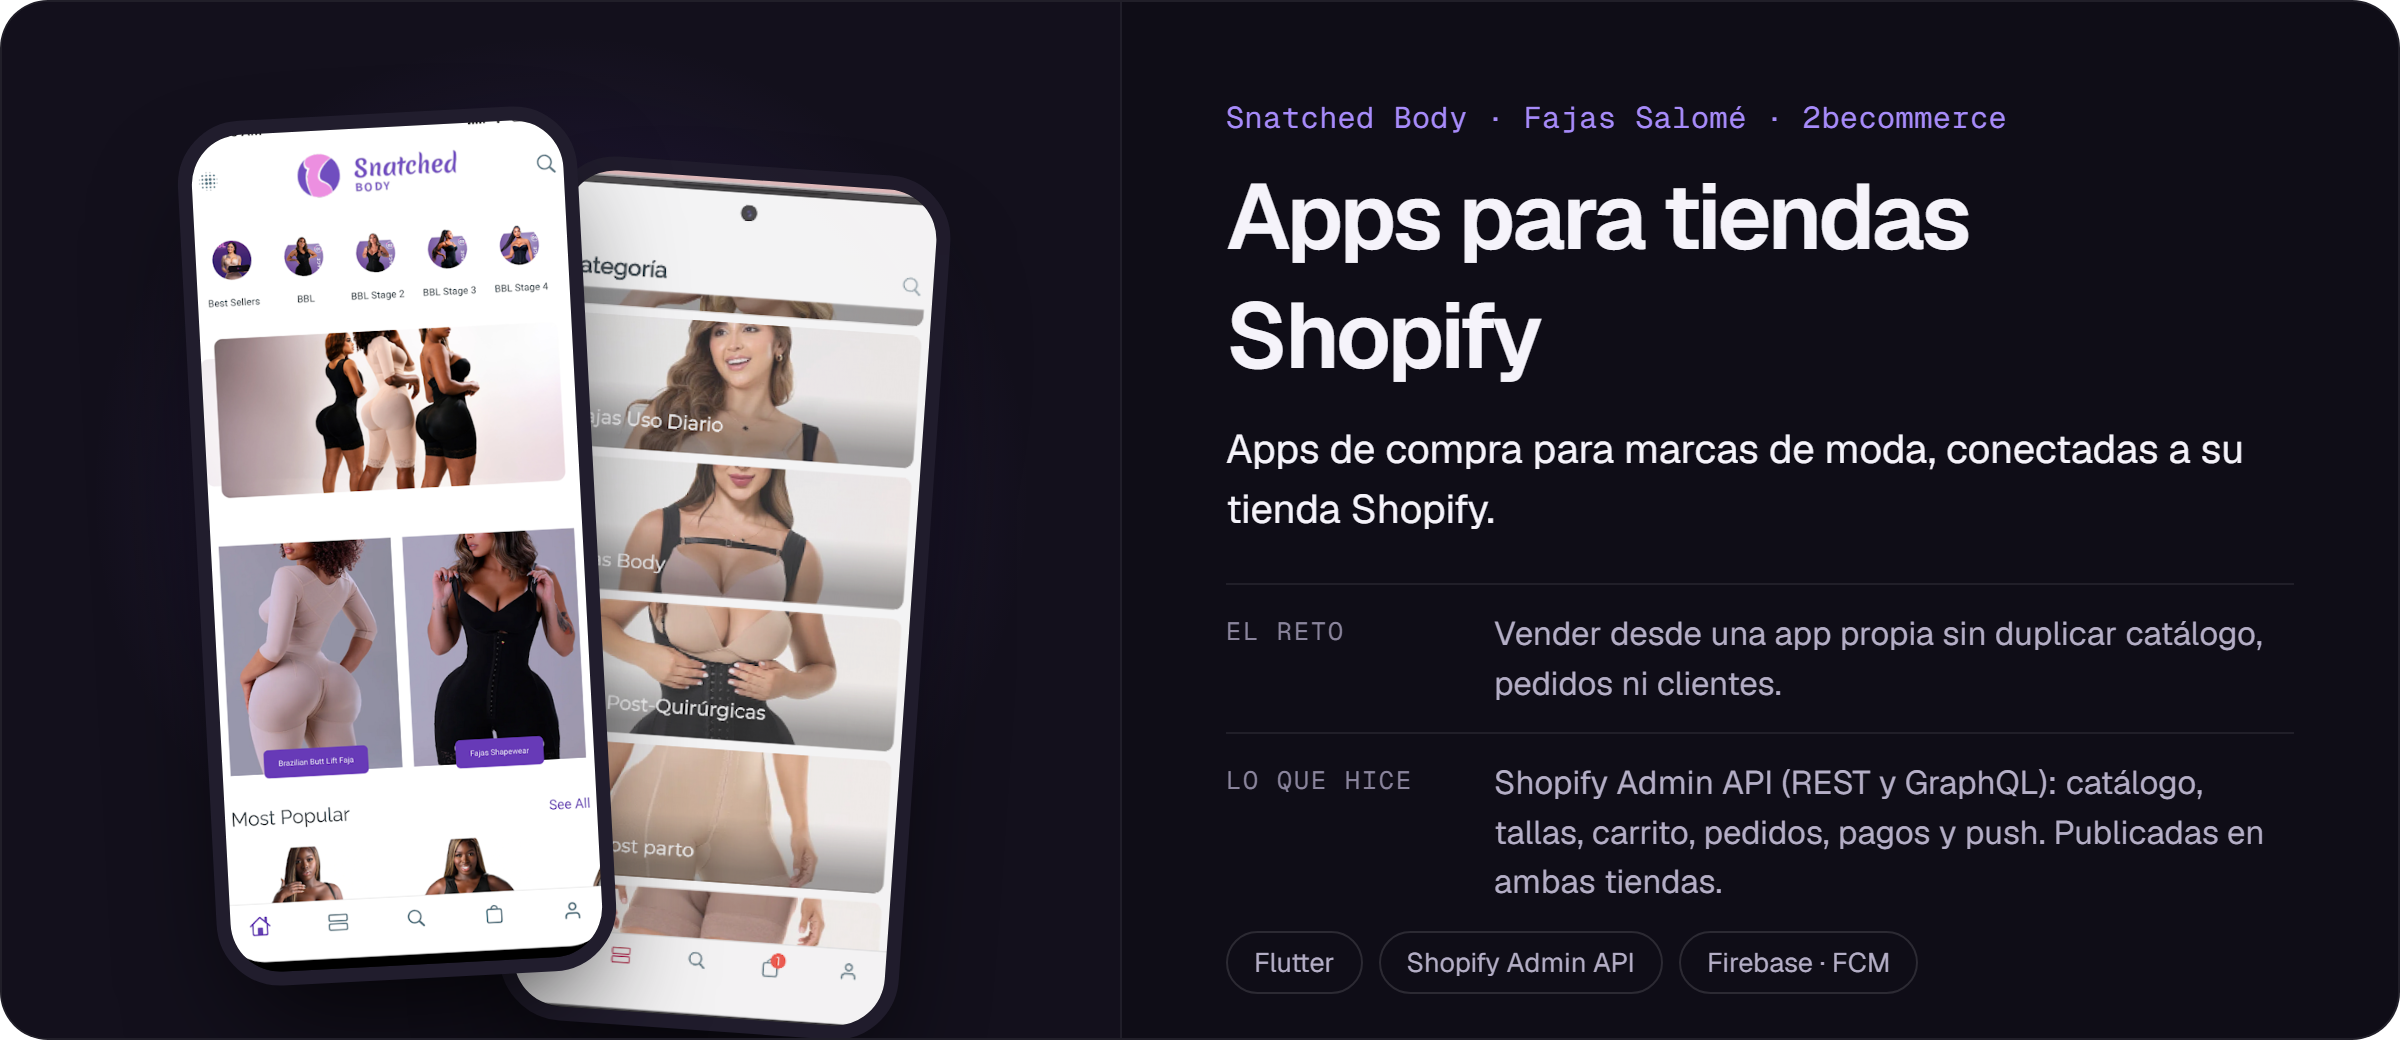 Snatched
BODY
Best Sellers
BBL
BBL Stage 2
BBL Stage 3
BBL Stage 4
Brazilian Butt Lift Faja
Fajas Shapewear
Most Popular
See All
ategoría
ajas Uso Diario
as Body
Post-Quirúrgicas
ost parto
1
Snatched Body · Fajas Salomé · 2becommerce
Apps para tiendas
Shopify
Apps de compra para marcas de moda, conectadas a su
tienda Shopify.
EL RETO
Vender desde una app propia sin duplicar catálogo,
pedidos ni clientes.
LO QUE HICE
Shopify Admin API (REST y GraphQL): catálogo,
tallas, carrito, pedidos, pagos y push. Publicadas en
ambas tiendas.
Flutter
Shopify Admin API
Firebase · FCM